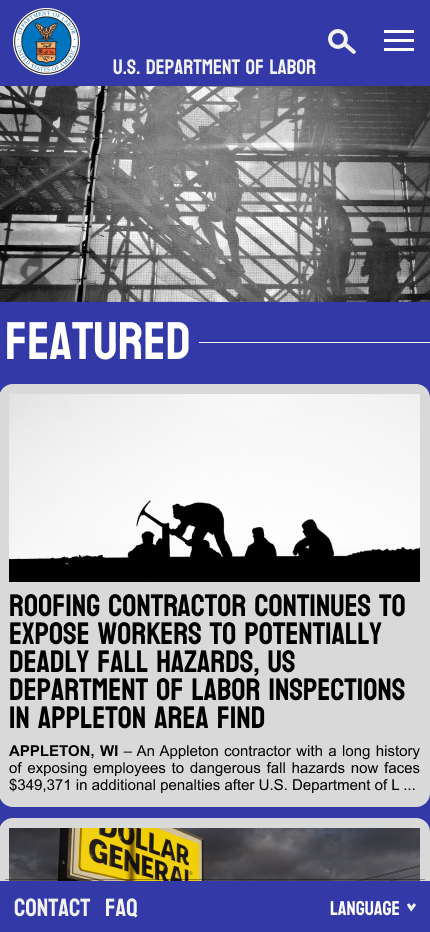 U.S. DEPARTMENT OF LABOR
FEATURED
ROOFING CONTRACTOR CONTINUES TO
EXPOSE WORKERS TO POTENTIALLY
DEADLY FALL HAZARDS, US
DEPARTMENT OF LABOR INSPECTIONS
IN APPLETON AREA FIND
APPLETON, WI – An Appleton contractor with a long history
of exposing employees to dangerous fall hazards now faces
$349,371 in additional penalties after U.S. Department of L ...
DOLLAR
GENERAL
CONTACT FAQ LANGUAGE